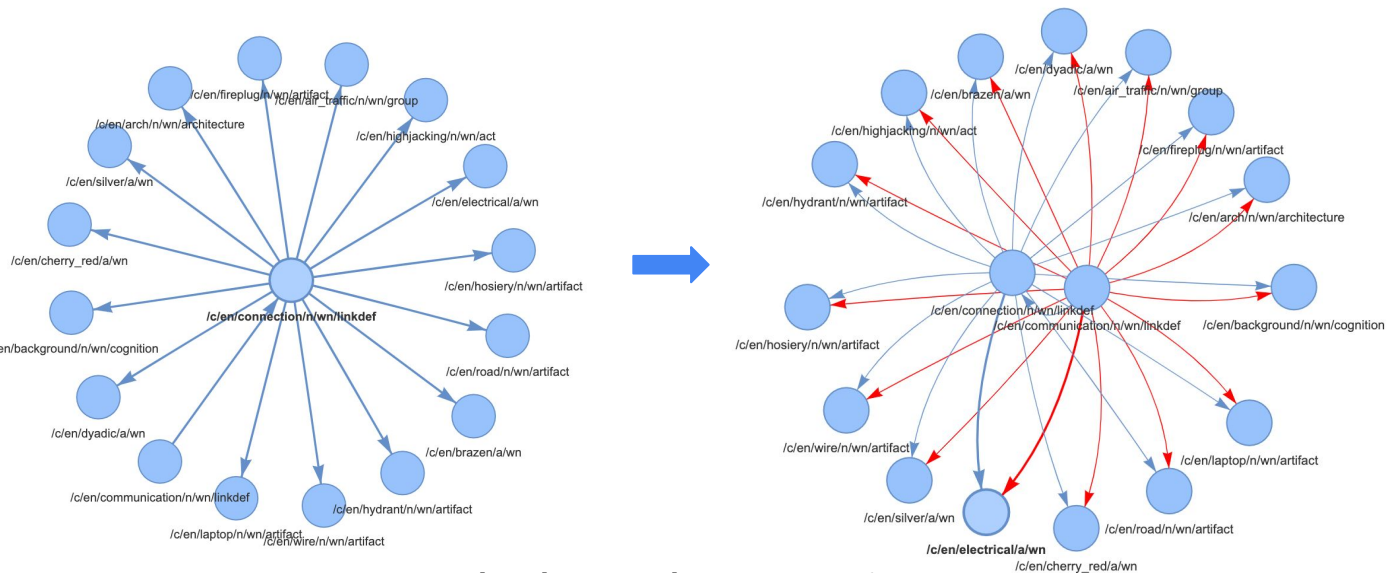 /c/en/fireplug/n/wn/artifact
/c/en/air_traffic/n/wn/group
/c/en/arch/n/wn/architecture
/c/en/highjacking/n/wn/act
/c/en/silver/a/wn
/c/en/electrical/a/wn
/c/en/cherry_red/a/wn
/c/en/hosiery/n/wn/artifact
/c/en/connection/n/wn/linkdef
en/background/n/wn/cognition
/c/en/road/n/wn/artifact
/c/en/dyadic/a/wn
/c/en/brazen/a/wn
/c/en/communication/n/wn/linkdef
/c/en/hydrant/n/wn/artifact
/c/en/laptop/n/wn/artifact
/c/en/wire/n/wn/artifact
/c/en/dyadic/a/wn
/c/en/brazen/a/wn
/c/en/air_traffic/n/wn/group
/c/en/highjacking/n/wn/act
/c/en/fireplug/n/wn/artifact
/c/en/hydrant/n/wn/artifact
/c/en/arch/n/wn/architecture
/c/en/connection/n/wn/linkdef
/c/en/communication/n/wn/linkdef
/c/en/background/n/wn/cognition
/c/en/hosiery/n/wn/artifact
/c/en/wire/n/wn/artifact
/c/en/laptop/n/wn/artifact
/c/en/silver/a/wn
/c/en/road/n/wn/artifact
/c/en/electrical/a/wn
/c/en/cherry_red/a/wn